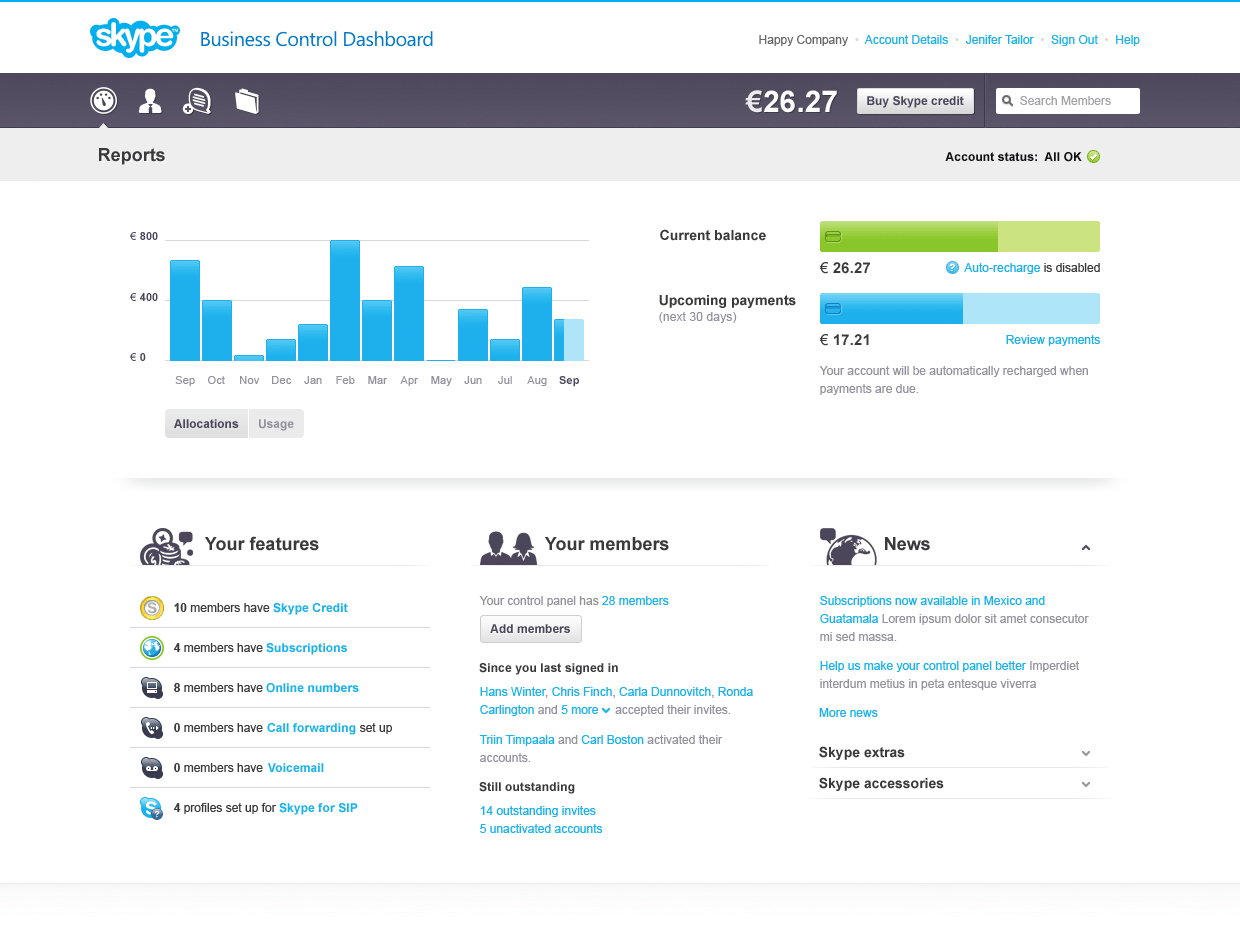 skype™ Business Control Dashboard
Happy Company • Account Details • Jenifer Tailor • Sign Out • Help
€26.27
Buy Skype credit
Search Members
Reports
Account status: All OK
€ 800
€ 400
€ 0
Sep Oct Nov Dec Jan Feb Mar Apr May Jun Jul Aug Sep
Allocations
Usage
Current balance
€ 26.27
Auto-recharge is disabled
Upcoming payments
(next 30 days)
€ 17.21
Review payments
Your account will be automatically recharged when
payments are due.
Your features
10 members have Skype Credit
4 members have Subscriptions
8 members have Online numbers
0 members have Call forwarding set up
0 members have Voicemail
4 profiles set up for Skype for SIP
Your members
Your control panel has 28 members
Add members
Since you last signed in
Hans Winter, Chris Finch, Carla Dunnovitch, Ronda
Carlington and 5 more accepted their invites.
Triin Timpaala and Carl Boston activated their
accounts.
Still outstanding
14 outstanding invites
5 unactivated accounts
News
Subscriptions now available in Mexico and
Guatamala Lorem ipsum dolor sit amet consecutor
mi sed massa.
Help us make your control panel better Imperdiet
interdum metius in peta entesque viverra
More news
Skype extras
Skype accessories